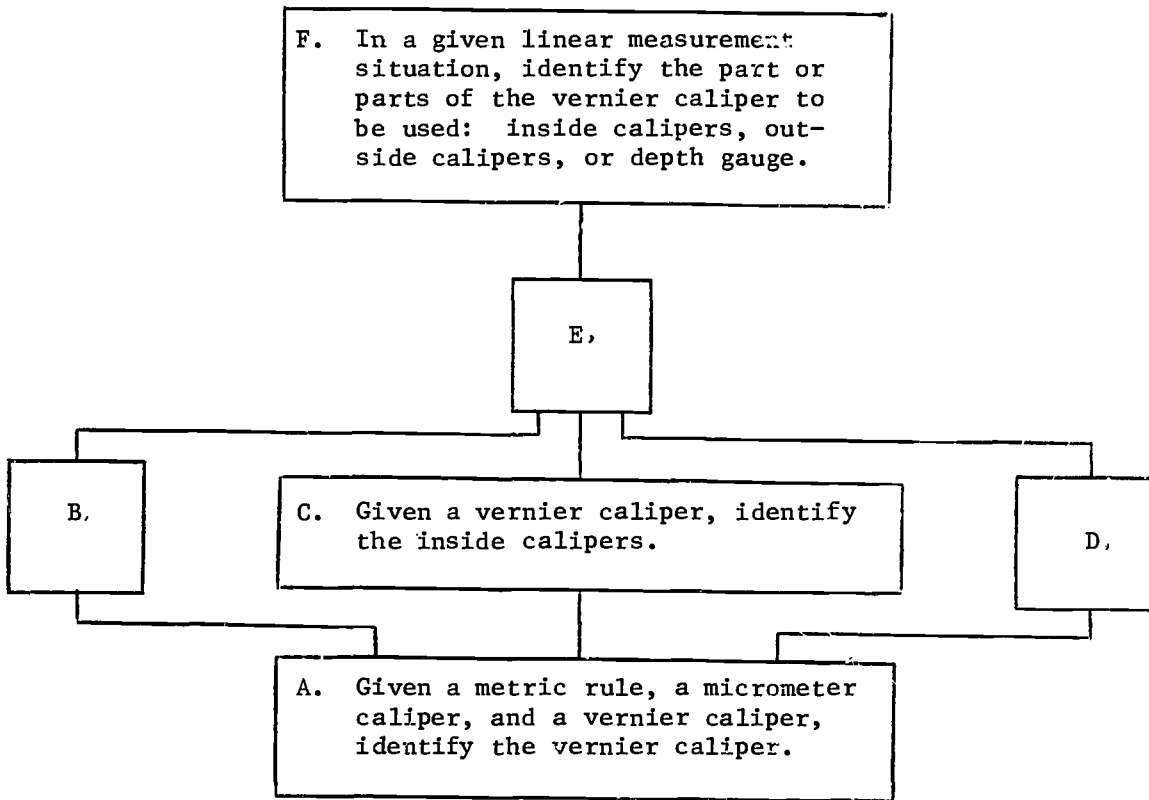 F. In a given linear measurement
situation, identify the part or
parts of the vernier caliper to
be used: inside calipers, out-
side calipers, or depth gauge.
E,
B,
C. Given a vernier caliper, identify
the inside calipers.
D,
A. Given a metric rule, a micrometer
caliper, and a vernier caliper,
identify the vernier caliper.